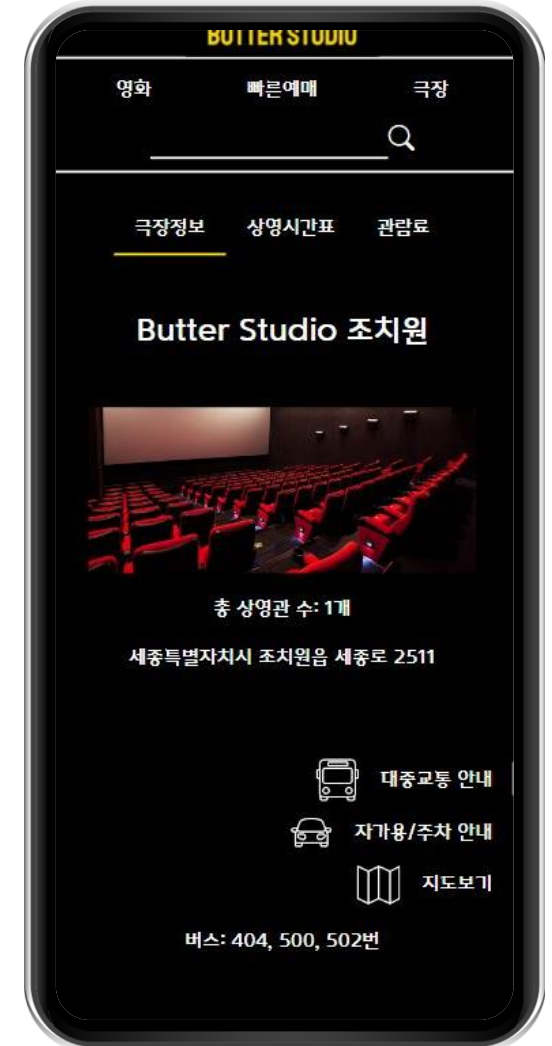 BUTTER STUDIO
영화 빠른예매 극장
극장정보 상영시간표 관람료
Butter Studio 조치원
총 상영관 수: 1개
세종특별자치시 조치원읍 세종로 2511
대중교통 안내
자가용/주차 안내
지도보기
버스: 404, 500, 502번